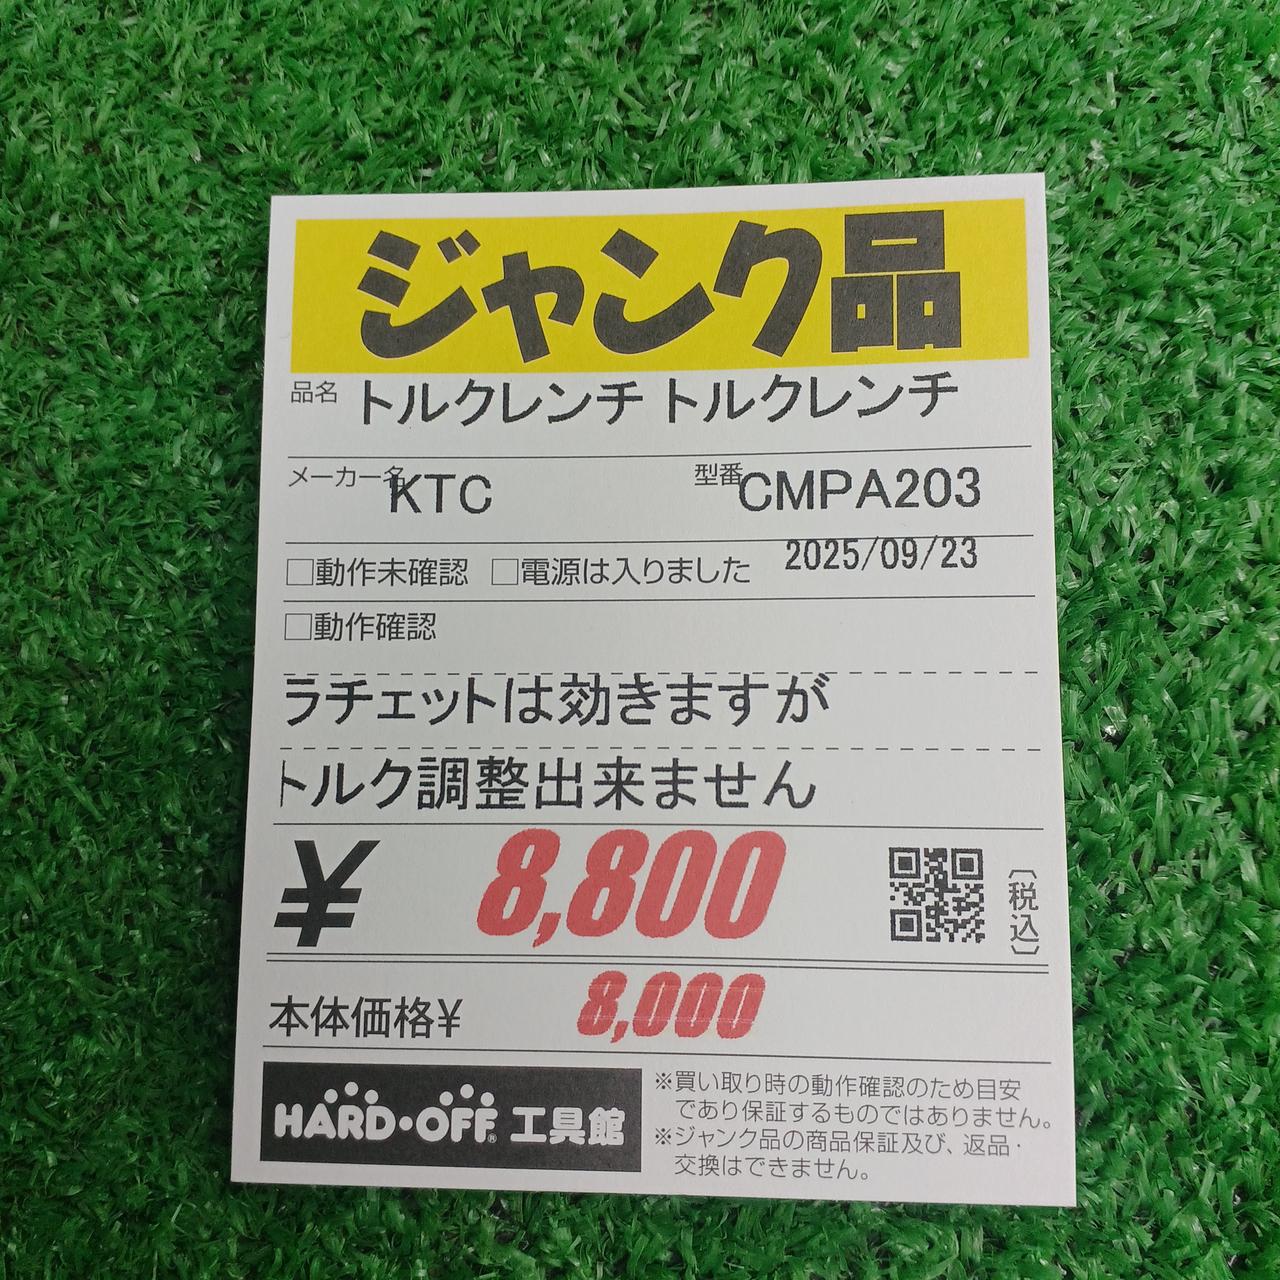 ジャンク品
品名 トルクレンチ トルクレンチ
メーカー名 KTC 型番 CMPA203
2025/09/23
□動作未確認 □電源は入りました
□動作確認
ラチェットは効きますが
トルク調整出来ません
¥ 8,800 〔税込〕
本体価格¥ 8,000
HARD・OFF® 工具館
※買い取り時の動作確認のため目安
であり保証するものではありません。
※ジャンク品の商品保証及び、返品・
交換はできません。